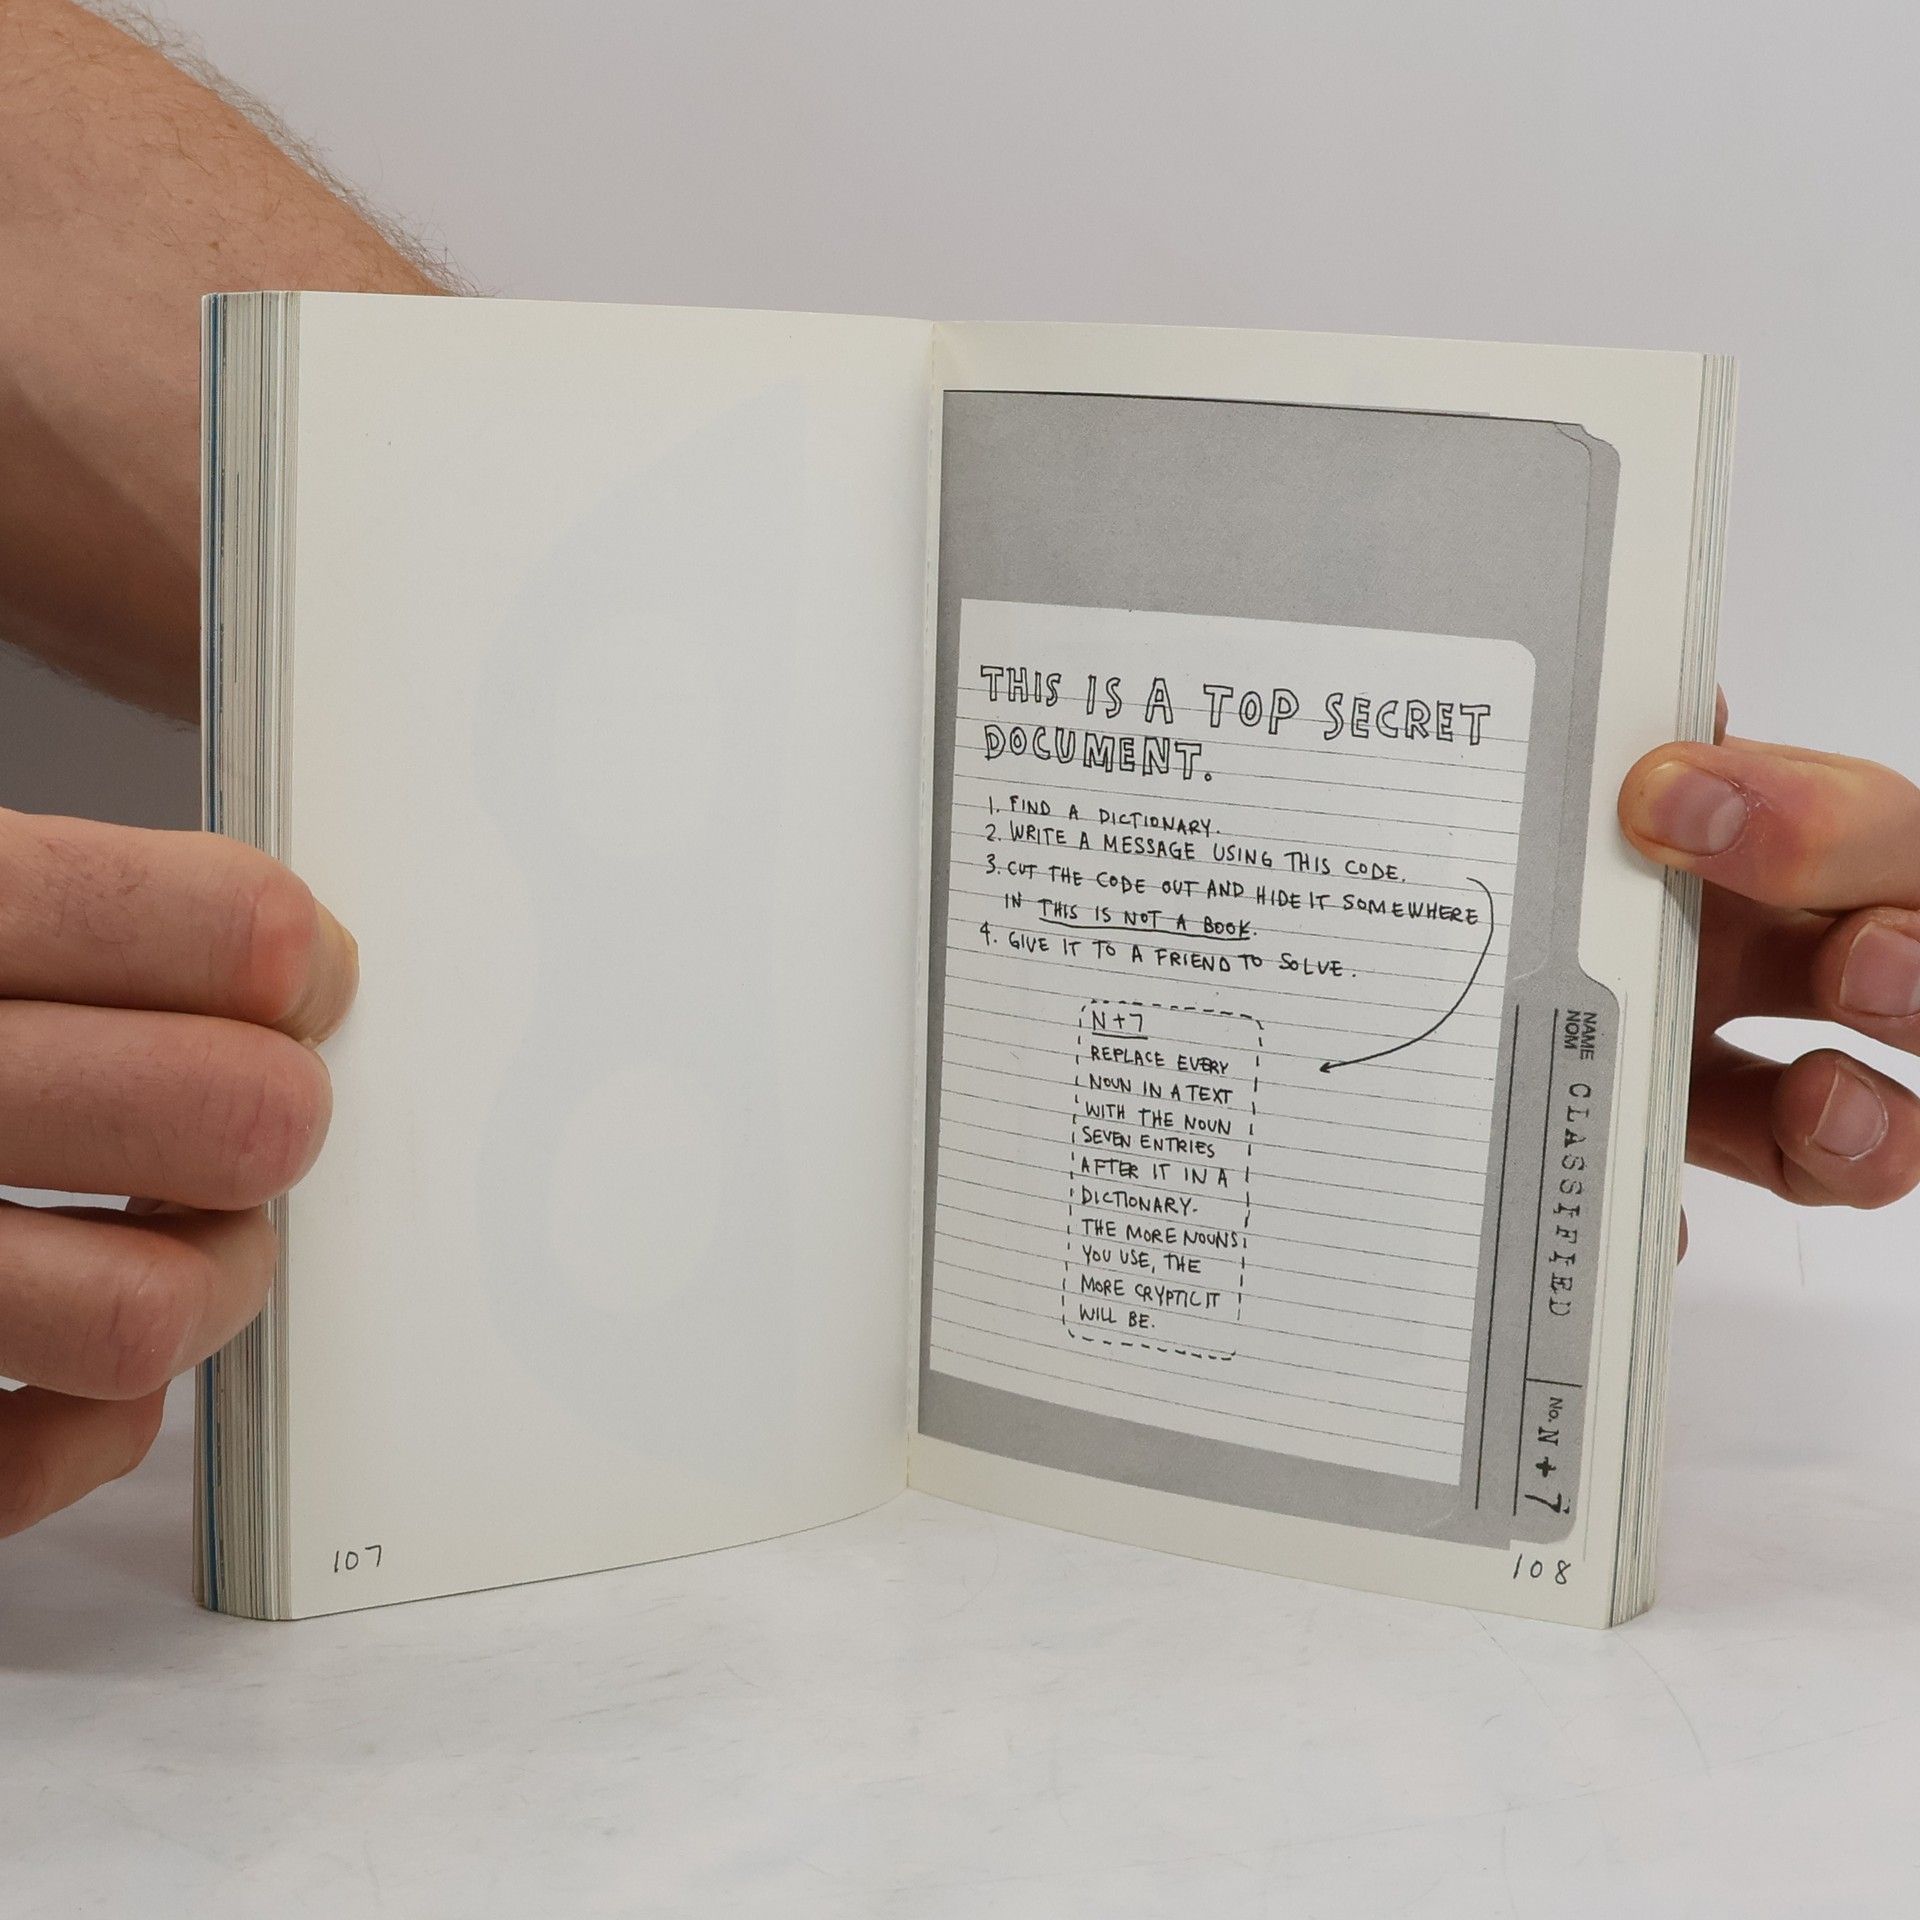 THIS IS A TOP SECRET
DOCUMENT.
1. FIND A DICTIONARY.
2. WRITE A MESSAGE USING THIS CODE.
3. CUT THE CODE OUT AND HIDE IT SOMEWHERE
IN THIS IS NOT A BOOK.
4. GIVE IT TO A FRIEND TO SOLVE.
N+7
REPLACE EVERY
NOUN IN A TEXT
WITH THE NOUN
SEVEN ENTRIES
AFTER IT IN A
DICTIONARY.
THE MORE NOUNS
YOU USE, THE
MORE CRYPTIC IT
WILL BE.
NAME
NOM
CLASSIFIED
No. N+7
107
108